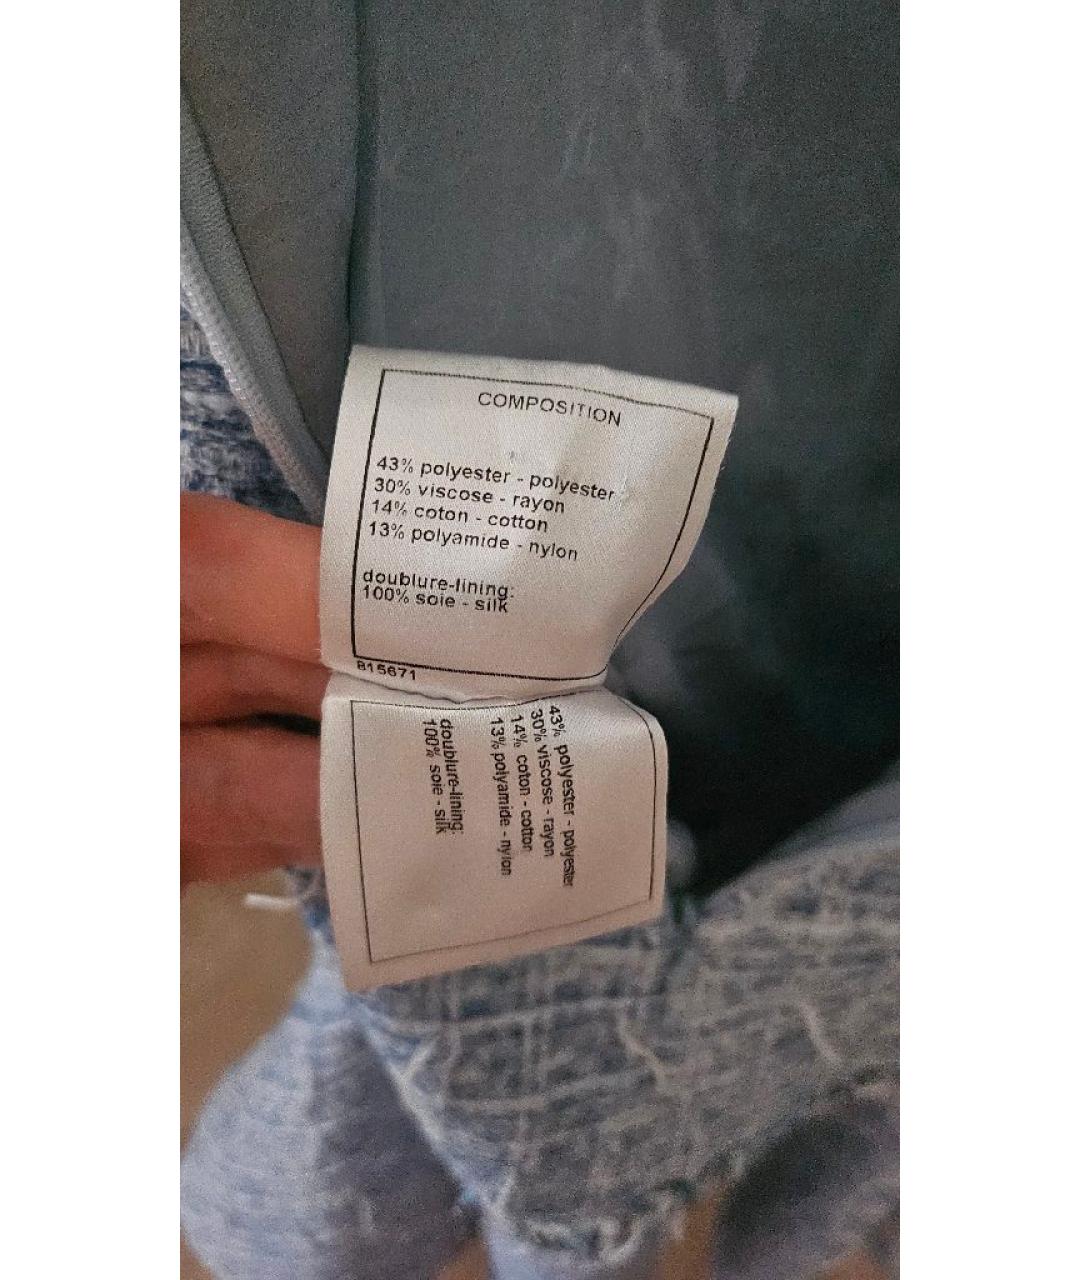 COMPOSITION
43% polyester - polyester
30% viscose - rayon
14% coton - cotton
13% polyamide - nylon
doublure-lining:
100% soie - silk
815671
43% polyester - polyester
30% viscose - rayon
14% coton - cotton
13% polyamide - nylon
doublure-lining:
100% soie - silk